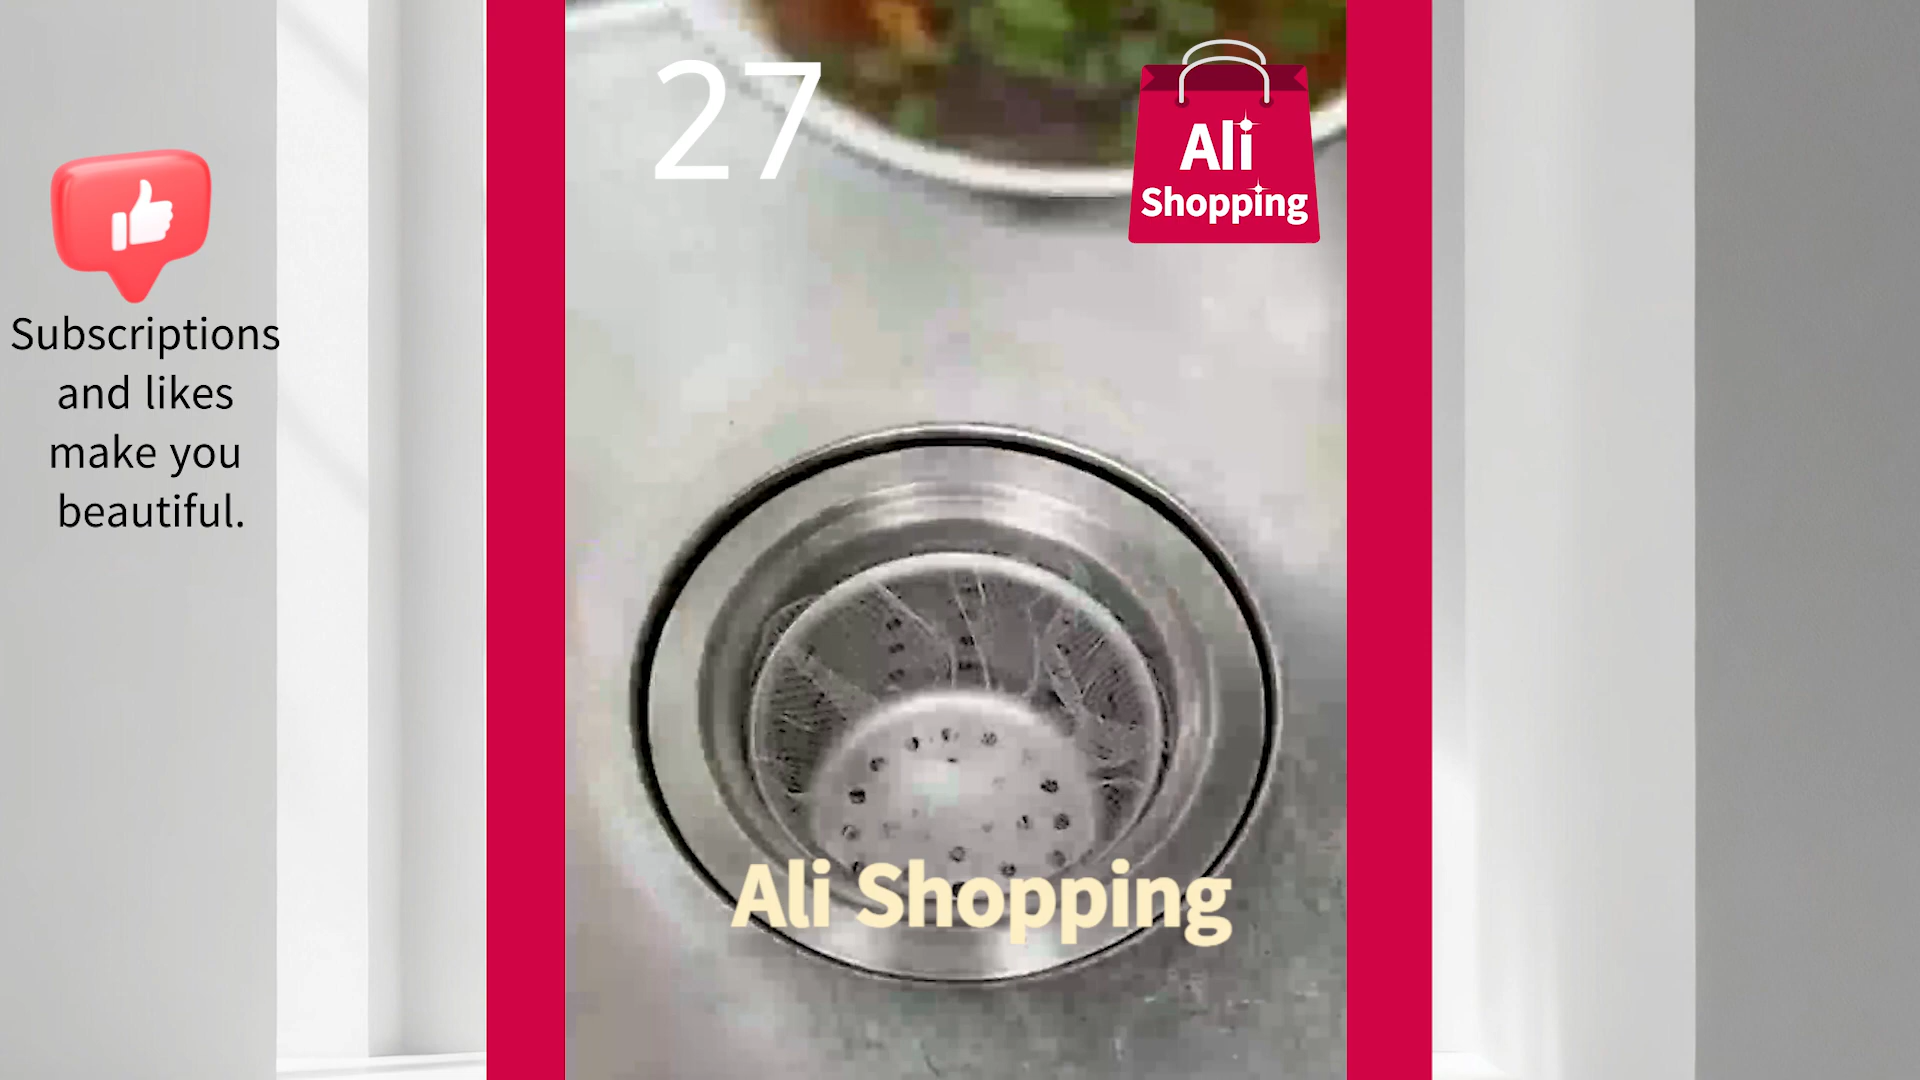 27
Ali
Shopping
Subscriptions
and likes
make you
beautiful.
Ali Shopping